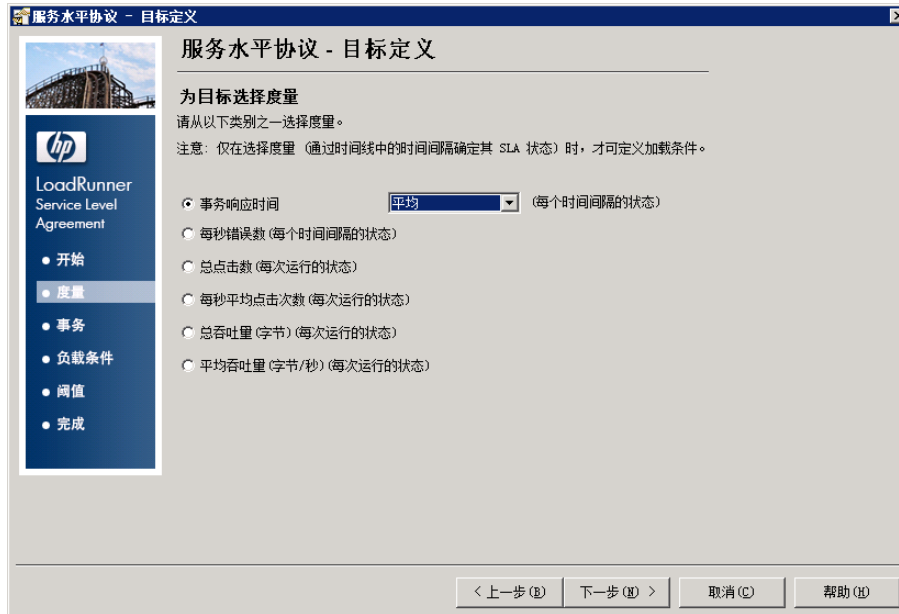 服务水平协议 - 目标定义
服务水平协议 - 目标定义
为目标选择度量
请从以下类别之一选择度量。
注意: 仅在选择度量 (通过时间线中的时间间隔确定其 SLA 状态) 时，才可定义加载条件。
hp
LoadRunner
Service Level
Agreement
开始
度量
事务
负载条件
阈值
完成
事务响应时间 平均 (每个时间间隔的状态)
每秒错误数(每个时间间隔的状态)
总点击数(每次运行的状态)
每秒平均点击次数(每次运行的状态)
总吞吐量(字节)(每次运行的状态)
平均吞吐量(字节/秒)(每次运行的状态)
< 上一步(B) 下一步(N) > 取消(C) 帮助(H)